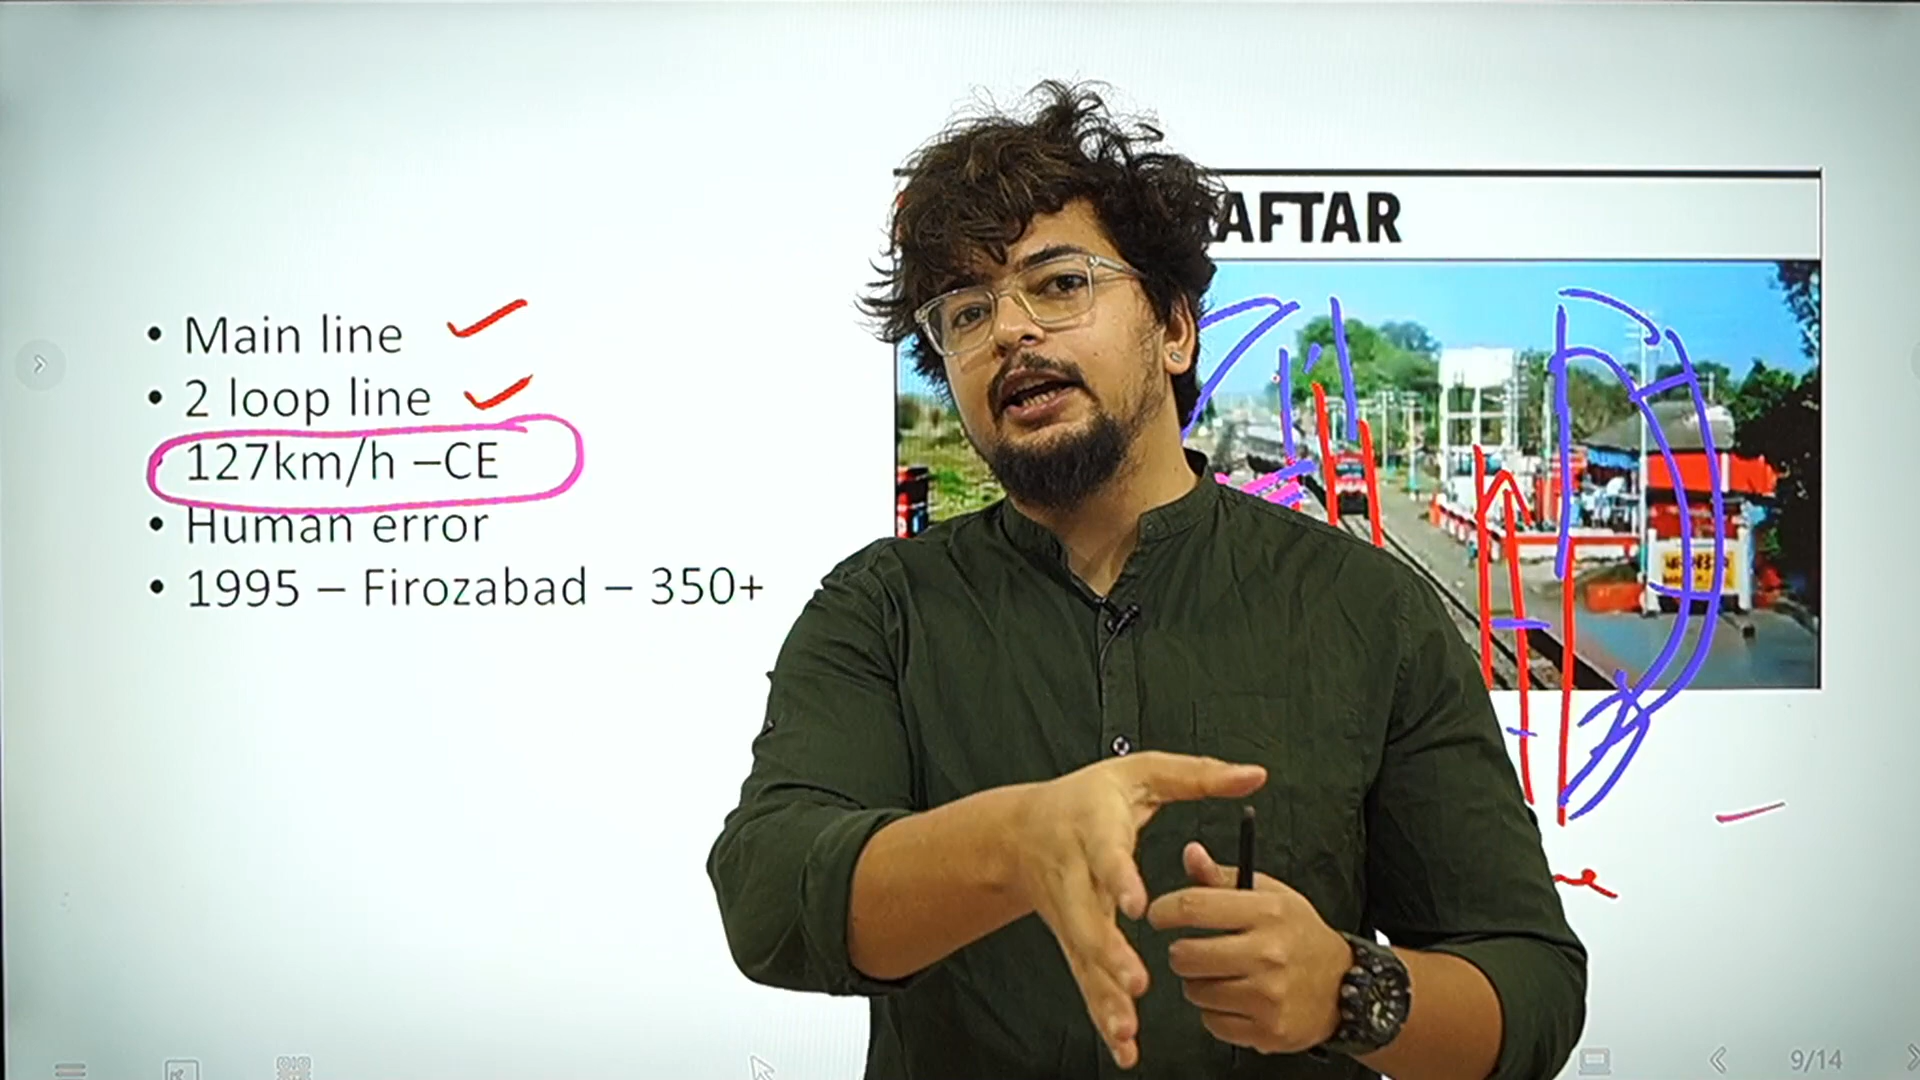 AFTAR
• Main line
• 2 loop line
• 127km/h –CE
• Human error
• 1995 – Firozabad – 350+
9/14